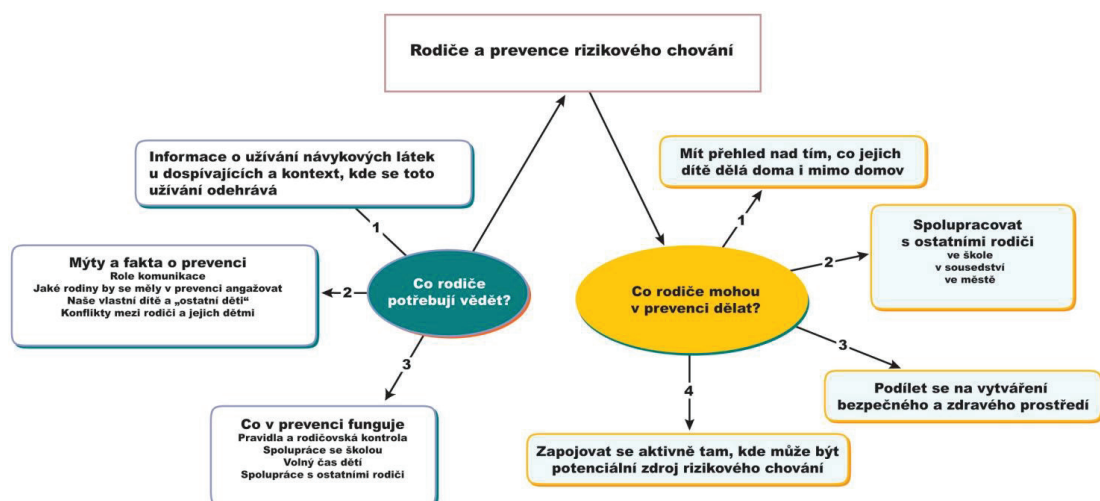 Rodiče a prevence rizikového chování
Informace o užívání návykových látek
u dospívajících a kontext, kde se toto
užívání odehrává
1
Mýty a fakta o prevenci
Role komunikace
Jaké rodiny by se měly v prevenci angažovat
Naše vlastní dítě a „ostatní děti“
Konflikty mezi rodiči a jejich dětmi
2
Co rodiče
potřebují vědět?
3
Co v prevenci funguje
Pravidla a rodičovská kontrola
Spolupráce se školou
Volný čas dětí
Spolupráce s ostatními rodiči
Mít přehled nad tím, co jejich
dítě dělá doma i mimo domov
1
Co rodiče mohou
v prevenci dělat?
2
Spolupracovat
s ostatními rodiči
ve škole
v sousedství
ve městě
3
Podílet se na vytváření
bezpečného a zdravého prostředí
4
Zapojovat se aktivně tam, kde může být
potenciální zdroj rizikového chování